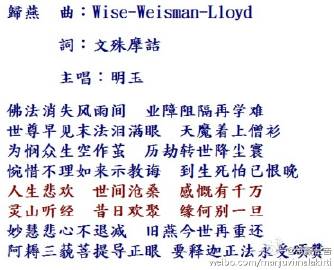 歸燕　曲：Wise-Weisman-Lloyd
詞：文殊摩詰
主唱：明玉
佛法消失风雨间　业障阻隔再学难
世尊早见末法泪满眼　天魔着上僧衫
为悯众生空作茧　历劫转世降尘寰
惋惜不理如来示教诲　到生死怕已恨晚
人生悲欢　世间沧桑　感慨有千万
灵山听经　昔日欢聚　缘何别一旦
妙慧悲心不退减　旧燕今世再重还
阿耨三藐菩提导正眼　要释迦正法永受颂赞
weibo.com/manjuvimalakirti